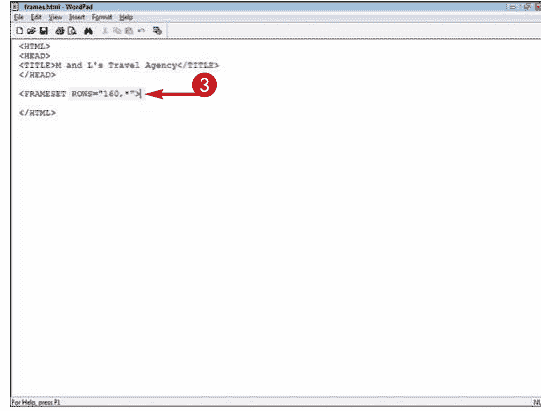 frames.html - WordPad
File Edit View Insert Format Help
<HTML>
<HEAD>
<TITLE>M and L's Travel Agency</TITLE>
</HEAD>
<FRAMESET ROWS="160,*">
3
</HTML>
For Help, press F1